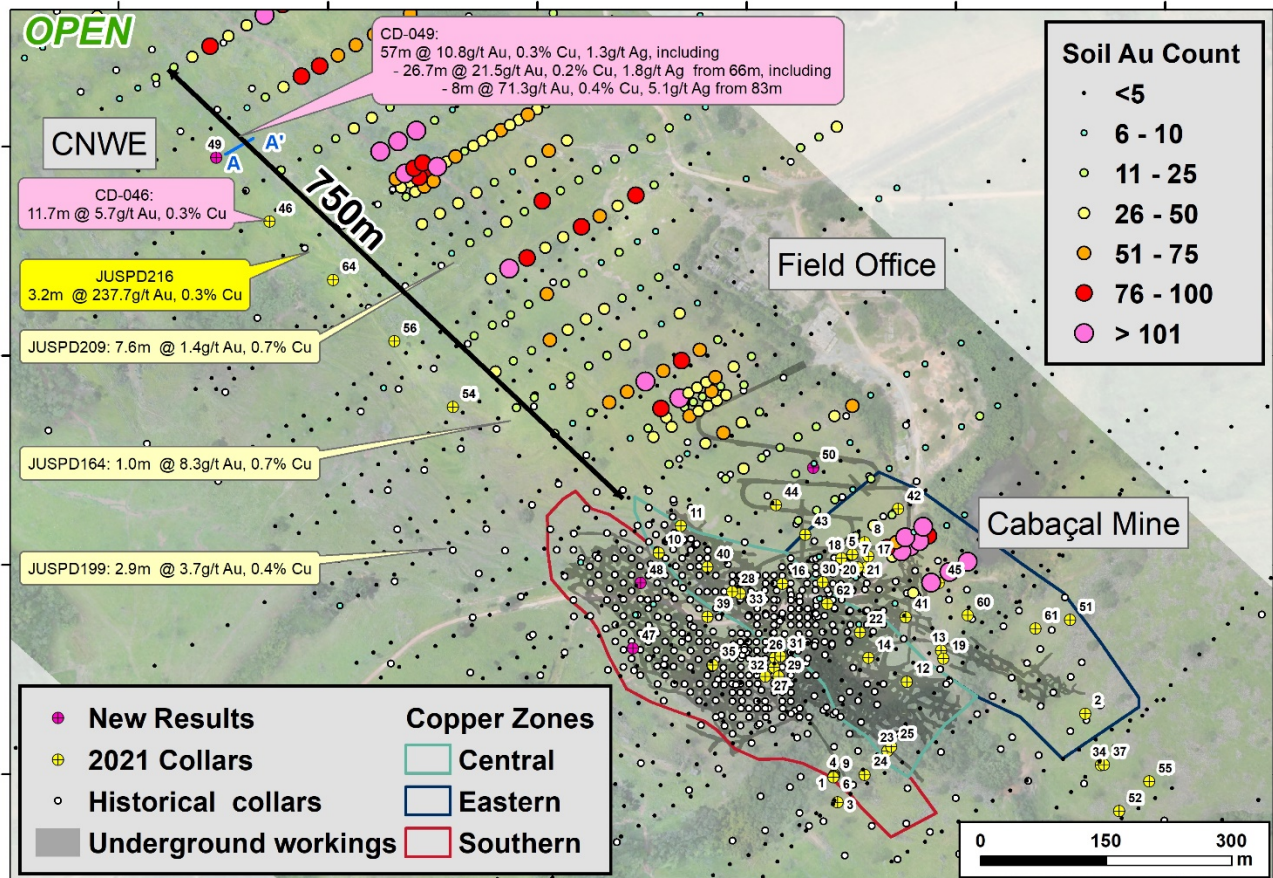 OPEN
CD-049:
57m @ 10.8g/t Au, 0.3% Cu, 1.3g/t Ag, including
- 26.7m @ 21.5g/t Au, 0.2% Cu, 1.8g/t Ag from 66m, including
- 8m @ 71.3g/t Au, 0.4% Cu, 5.1g/t Ag from 83m
Soil Au Count
<5
6 - 10
11 - 25
26 - 50
51 - 75
76 - 100
> 101
CNWE
49
A
A'
CD-046:
11.7m @ 5.7g/t Au, 0.3% Cu
46
750m
JUSPD216
3.2m @ 237.7g/t Au, 0.3% Cu
64
Field Office
JUSPD209: 7.6m @ 1.4g/t Au, 0.7% Cu
56
54
JUSPD164: 1.0m @ 8.3g/t Au, 0.7% Cu
50
44
42
Cabaçal Mine
11
43
8
10
5
7
17
18
40
JUSPD199: 2.9m @ 3.7g/t Au, 0.4% Cu
48
28
33
16
30
20
21
45
39
62
41
60
61
51
47
22
35
26
31
14
13
19
32
29
12
27
2
23
25
34
37
4
9
24
1
6
3
55
52
New Results
2021 Collars
Historical collars
Underground workings
Copper Zones
Central
Eastern
Southern
0
150
300
m